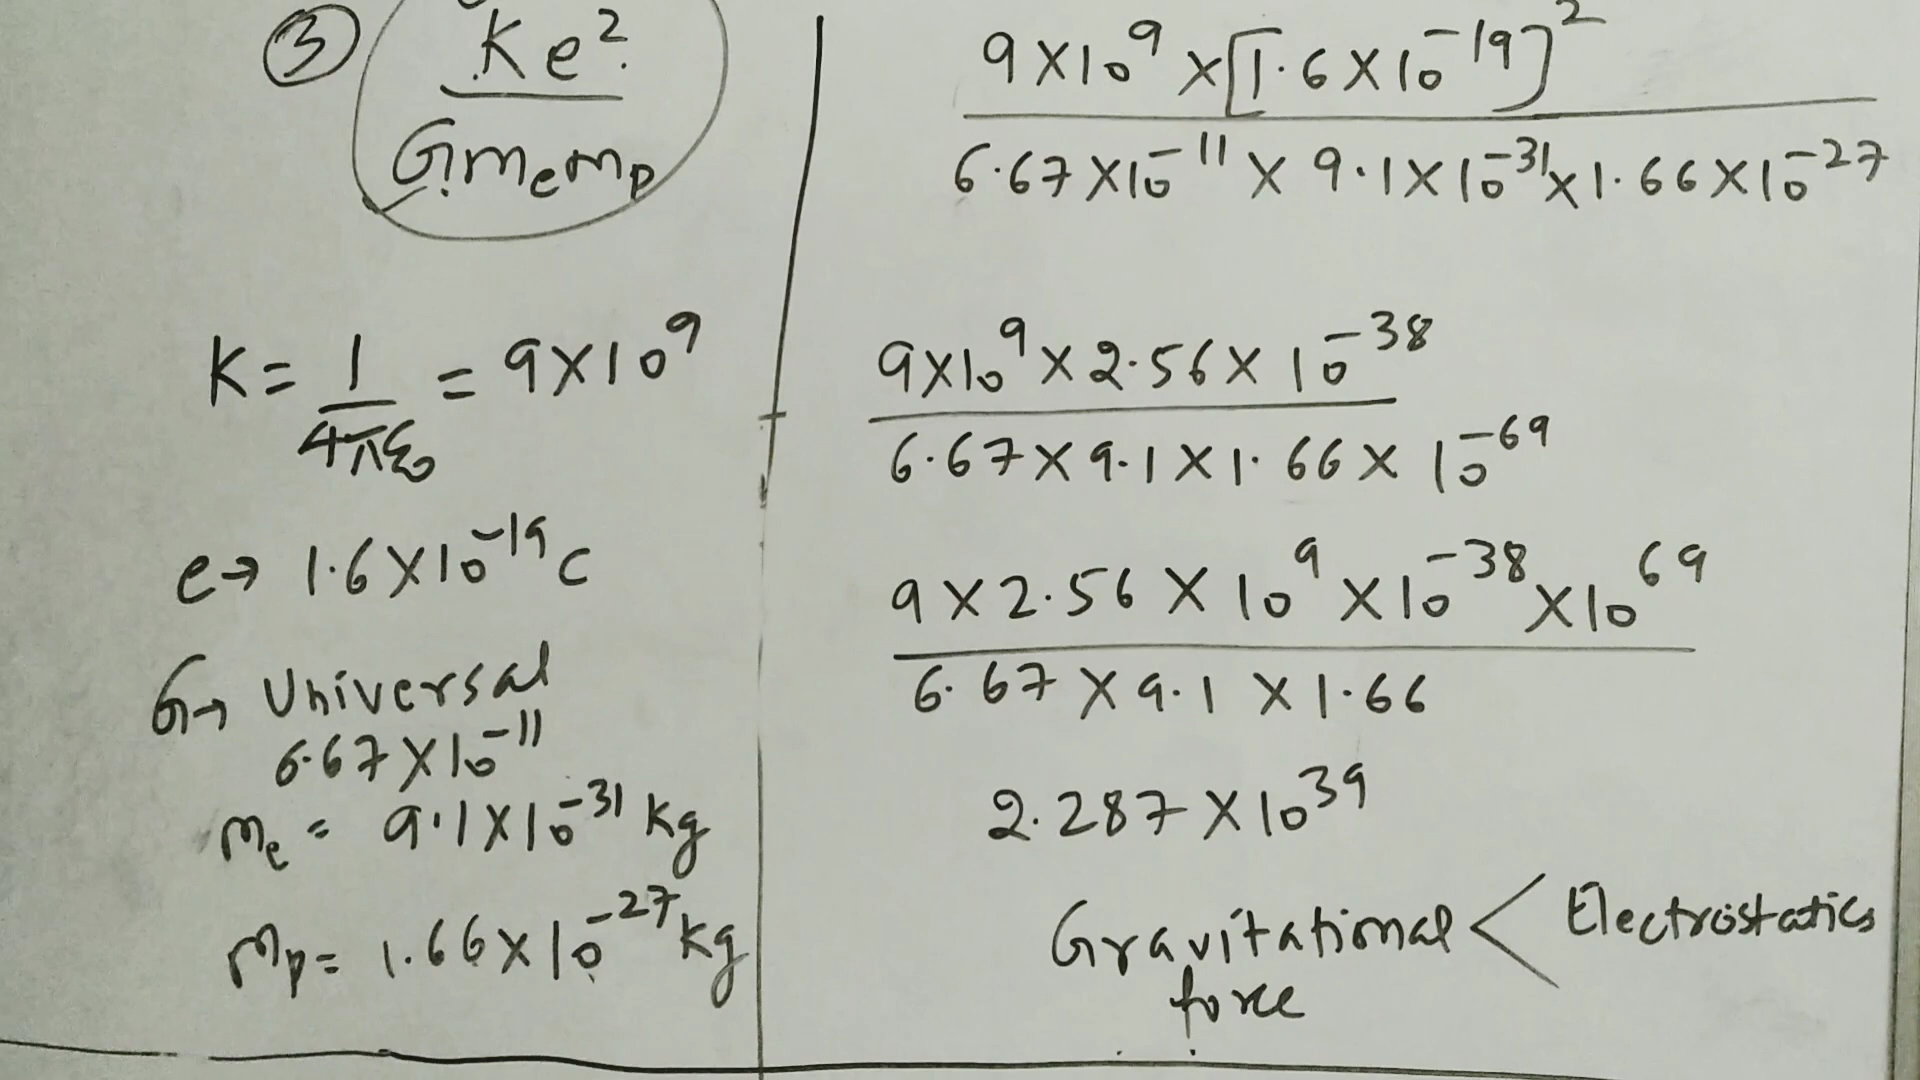 ③ Ke²
Gmₑmₚ
K = 1/4πε₀ = 9×10⁹
e→ 1.6×10⁻¹⁹ C
G→ Universal
6.67×10⁻¹¹
mₑ = 9.1×10⁻³¹ kg
mₚ = 1.66×10⁻²⁷ kg
9×10⁹ × [1.6×10⁻¹⁹]²
6.67×10⁻¹¹ × 9.1×10⁻³¹ × 1.66×10⁻²⁷
9×10⁹ × 2.56 × 10⁻³⁸
6.67 × 9.1 × 1.66 × 10⁻⁶⁹
9 × 2.56 × 10⁹ × 10⁻³⁸ × 10⁶⁹
6.67 × 9.1 × 1.66
2.287 × 10³⁹
Gravitational < Electrostatics
force